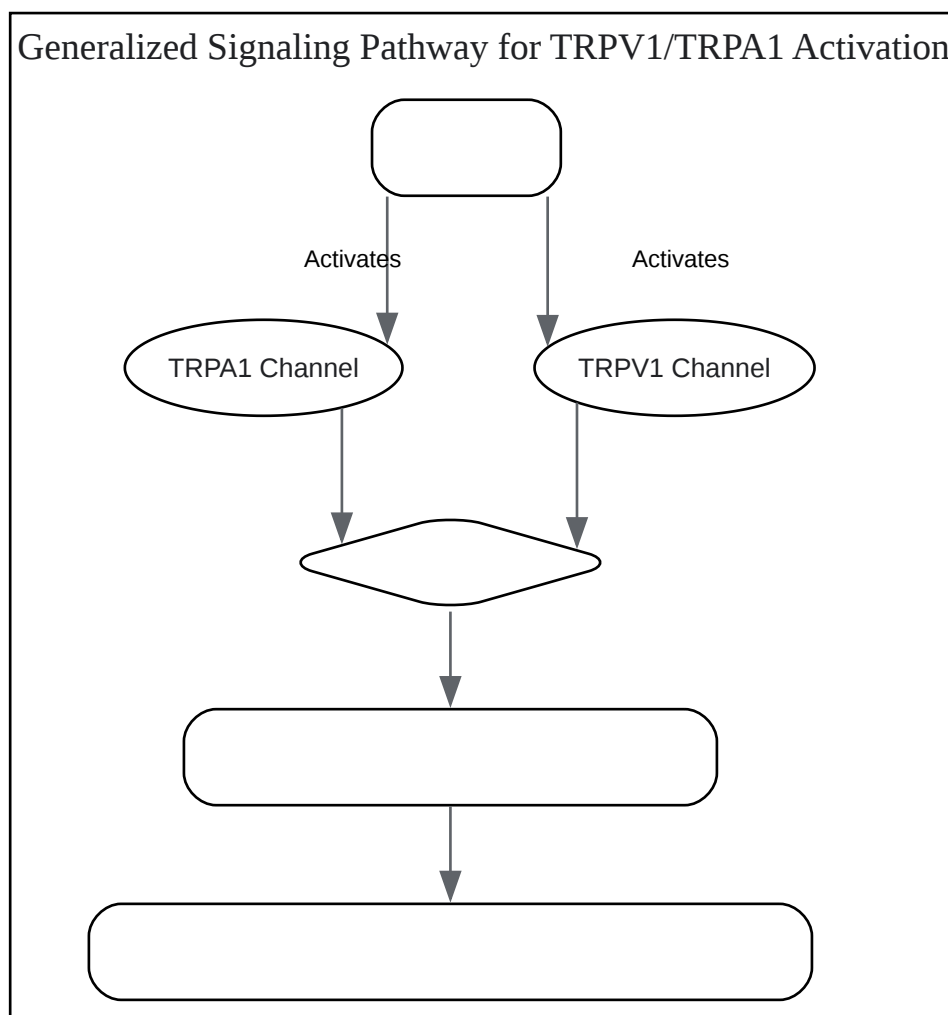 Generalized Signaling Pathway for TRPV1/TRPA1 Activation
Activates
Activates
TRPA1 Channel
TRPV1 Channel